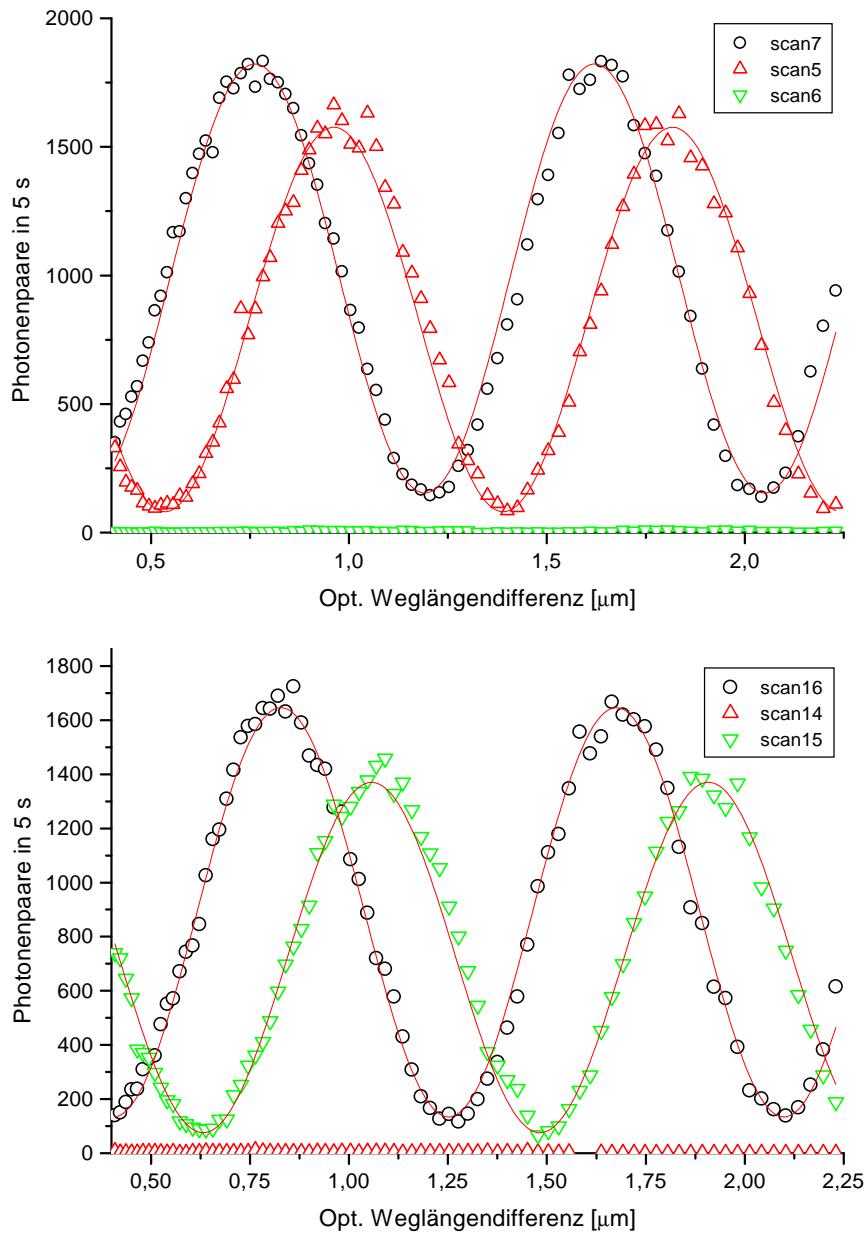 2000
1500
1000
500
0
Photonenpaare in 5 s
scan7
scan5
scan6
0,5
1,0
1,5
2,0
Opt. Weglängendifferenz [μm]
1800
1600
1400
1200
1000
800
600
400
200
0
Photonenpaare in 5 s
scan16
scan14
scan15
0,50
0,75
1,00
1,25
1,50
1,75
2,00
2,25
Opt. Weglängendifferenz [μm]